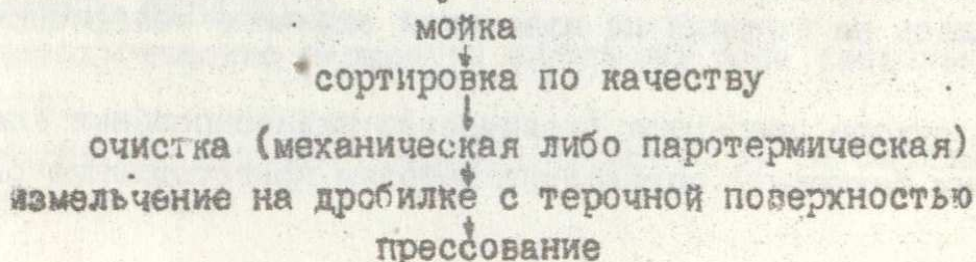 мойка
сортировка по качеству
очистка (механическая либо паротермическая)
измельчение на дробилке с терочной поверхностью
прессование